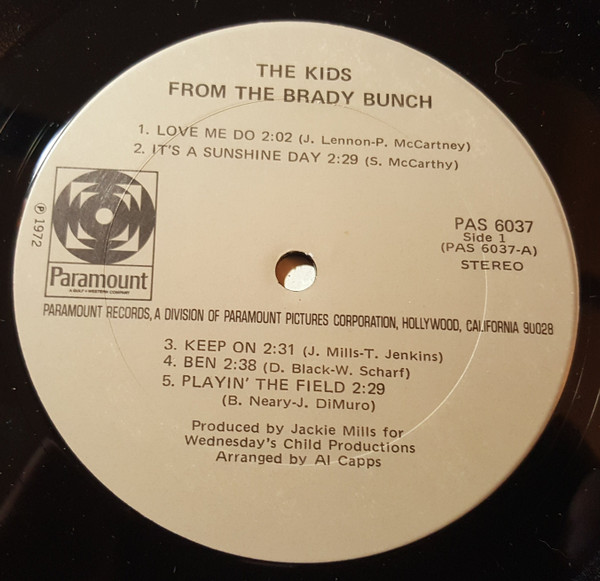 THE KIDS
FROM THE BRADY BUNCH
1. LOVE ME DO 2:02 (J. Lennon-P. McCartney)
2. IT'S A SUNSHINE DAY 2:29 (S. McCarthy)
Ⓟ 1972
Paramount
A GULF+WESTERN COMPANY
PAS 6037
Side 1
(PAS 6037-A)
STEREO
PARAMOUNT RECORDS, A DIVISION OF PARAMOUNT PICTURES CORPORATION, HOLLYWOOD, CALIFORNIA 90028
3. KEEP ON 2:31 (J. Mills-T. Jenkins)
4. BEN 2:38 (D. Black-W. Scharf)
5. PLAYIN' THE FIELD 2:29
(B. Neary-J. DiMuro)
Produced by Jackie Mills for
Wednesday's Child Productions
Arranged by Al Capps